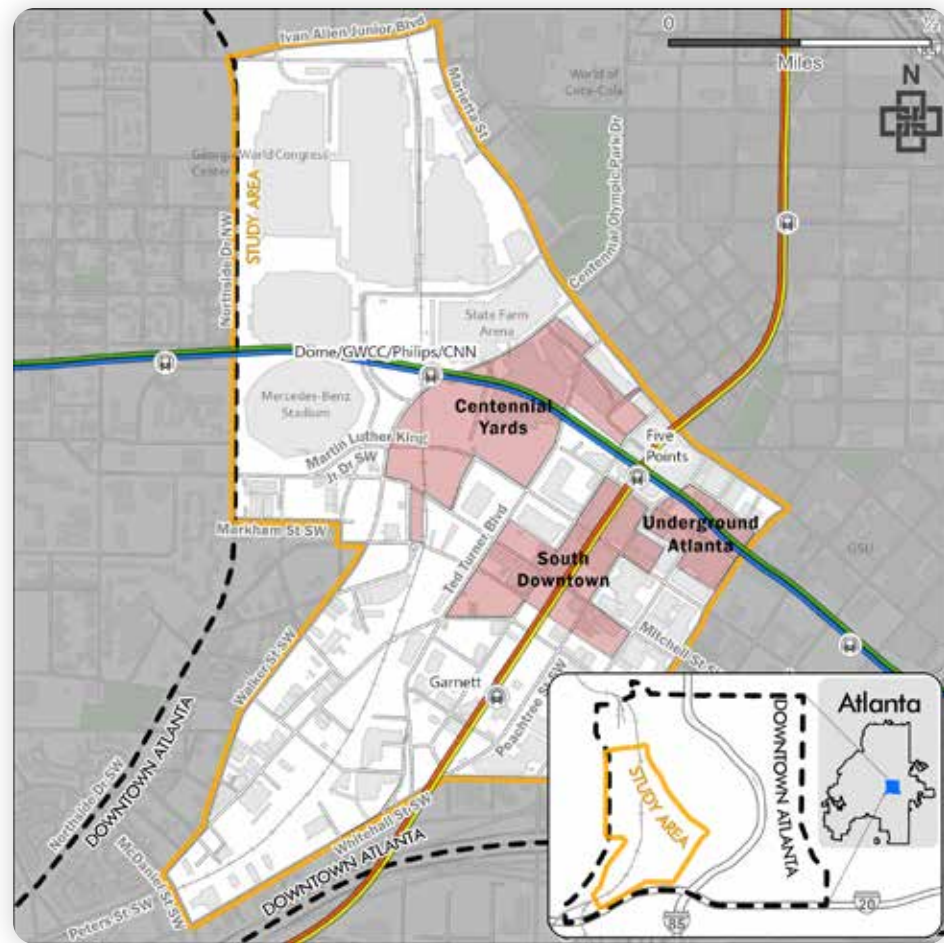 Ivan Allen Junior Blvd
0
Miles
N
World of
Coca-Cola
Marietta St
Georgia World Congress
Center
STUDY AREA
Northside Dr NW
Centennial Olympic Park Dr
State Farm
Arena
Dome/GWCC/Philips/CNN
Mercedes-Benz
Stadium
Centennial
Yards
Martin Luther King
Jr Dr SW
Five
Points
Markham St SW
Ted Turner Blvd
South
Downtown
Underground
Atlanta
GSU
Mitchell St S
Garnett
Peachtree St SW
Walker St SW
DOWNTOWN ATLANTA
Northside Dr SW
McDaniel St SW
Peters St SW
Whitehall St SW
DOWNTOWN ATLANTA
STUDY AREA
DOWNTOWN ATLANTA
Atlanta
85
20